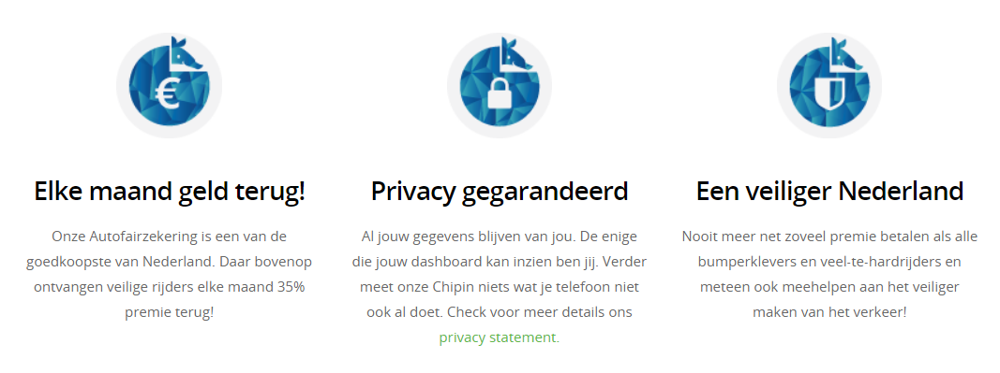 €
Elke maand geld terug!
Onze Autofairzekering is een van de
goedkoopste van Nederland. Daar bovenop
ontvangen veilige rijders elke maand 35%
premie terug!
Privacy gegarandeerd
Al jouw gegevens blijven van jou. De enige
die jouw dashboard kan inzien ben jij. Verder
meet onze Chipin niets wat je telefoon niet
ook al doet. Check voor meer details ons
privacy statement.
Een veiliger Nederland
Nooit meer net zoveel premie betalen als alle
bumperklevers en veel-te-hardrijders en
meteen ook meehelpen aan het veiliger
maken van het verkeer!